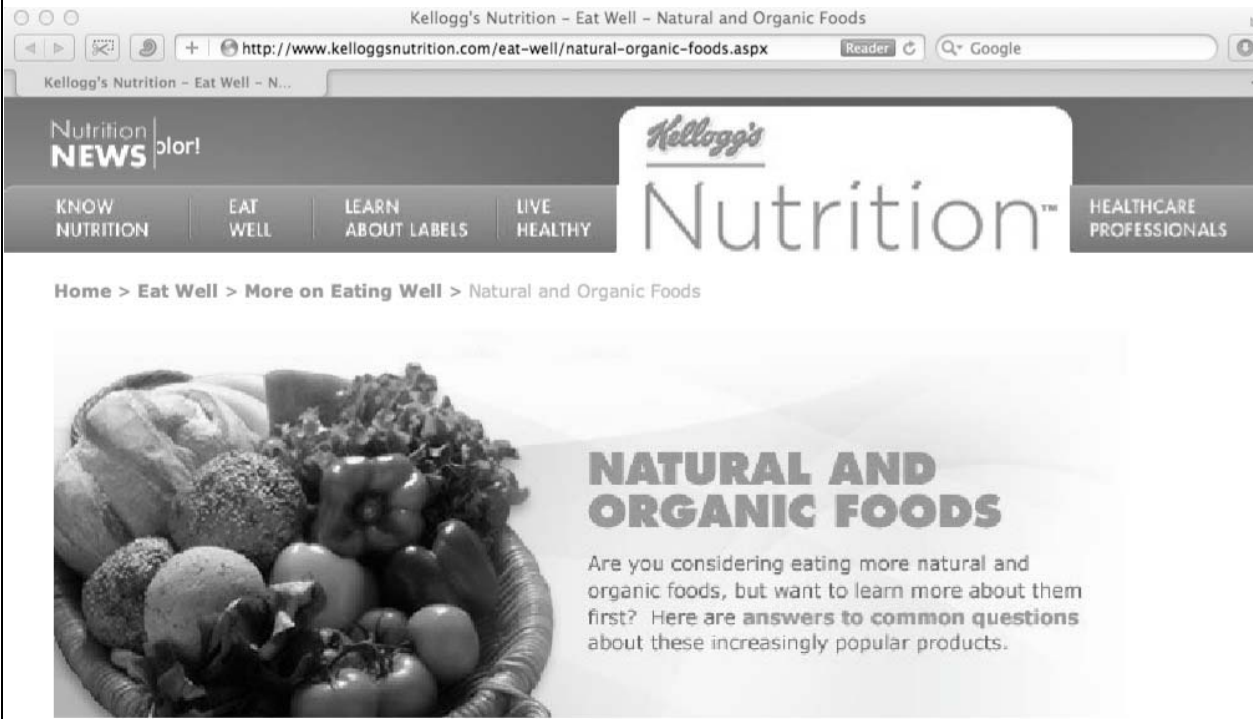 Kellogg's Nutrition – Eat Well – Natural and Organic Foods
http://www.kelloggsnutrition.com/eat-well/natural-organic-foods.aspx Reader Google
Kellogg's Nutrition – Eat Well – N...
Nutrition
NEWS olor!
Kellogg's
Nutrition™
KNOW
NUTRITION
EAT
WELL
LEARN
ABOUT LABELS
LIVE
HEALTHY
HEALTHCARE
PROFESSIONALS
Home > Eat Well > More on Eating Well > Natural and Organic Foods
NATURAL AND
ORGANIC FOODS
Are you considering eating more natural and
organic foods, but want to learn more about them
first? Here are answers to common questions
about these increasingly popular products.